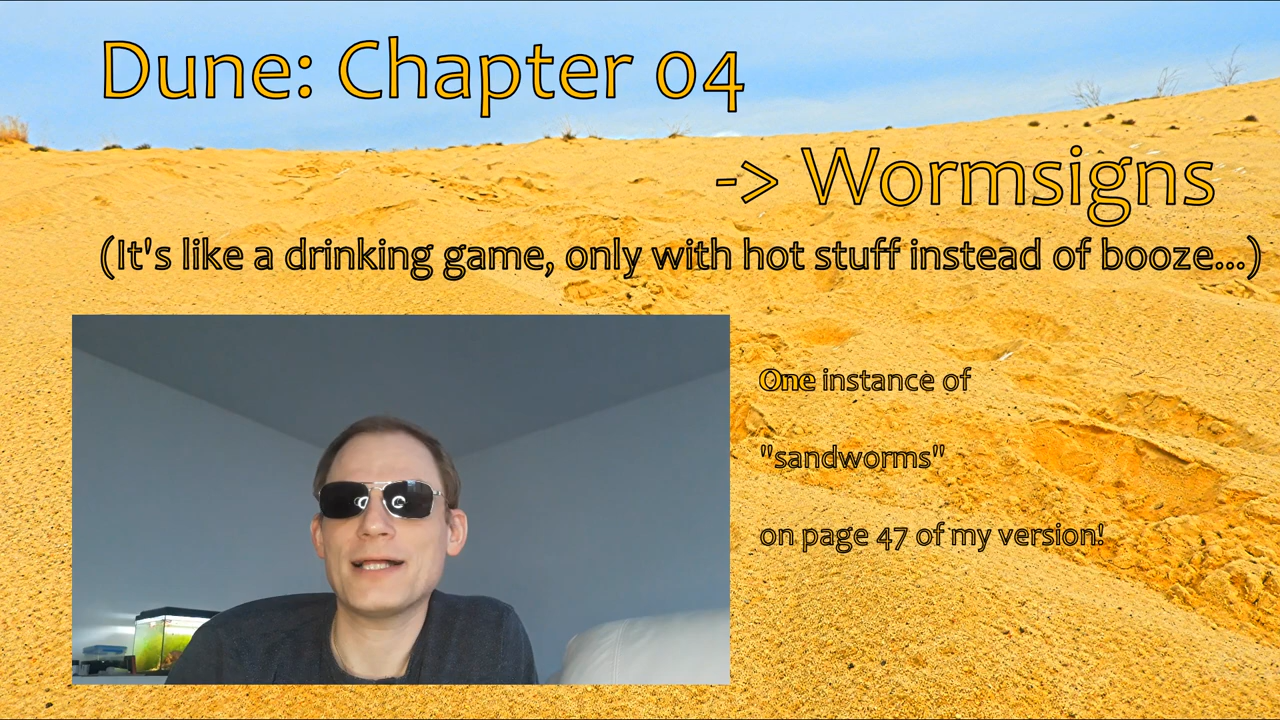 Dune: Chapter 04
-> Wormsigns
(It's like a drinking game, only with hot stuff instead of booze...)
One instance of
"sandworms"
on page 47 of my version!